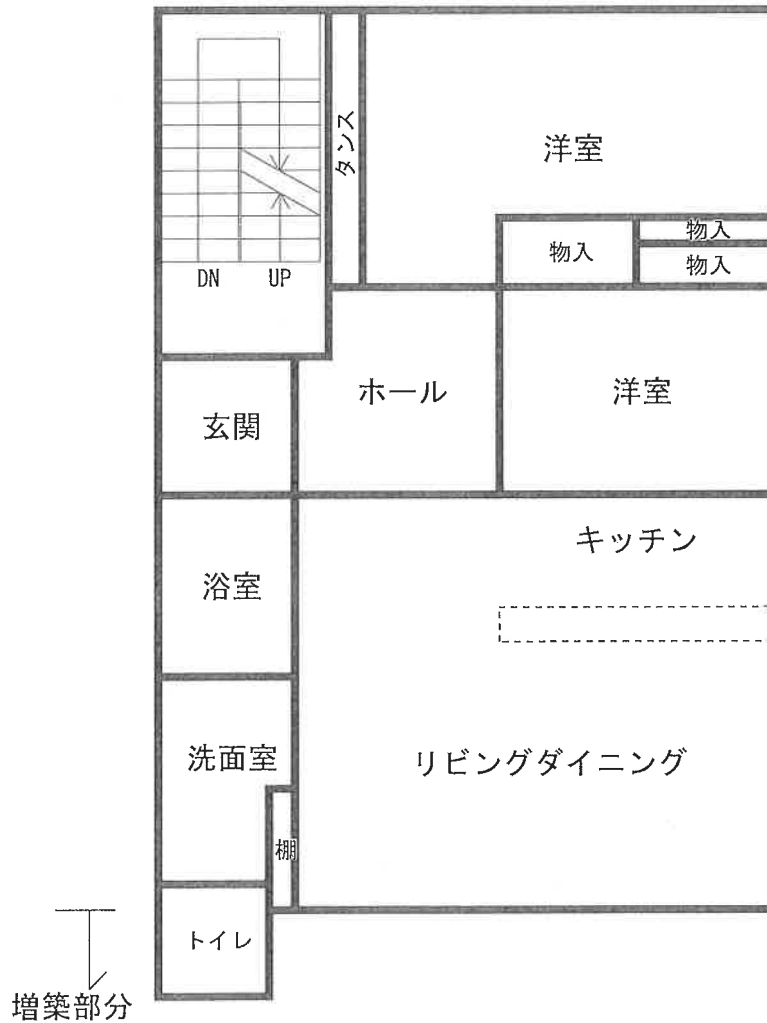 タンス
洋室
物入
物入
物入
DN
UP
ホール
洋室
玄関
キッチン
浴室
洗面室
リビングダイニング
棚
トイレ
増築部分